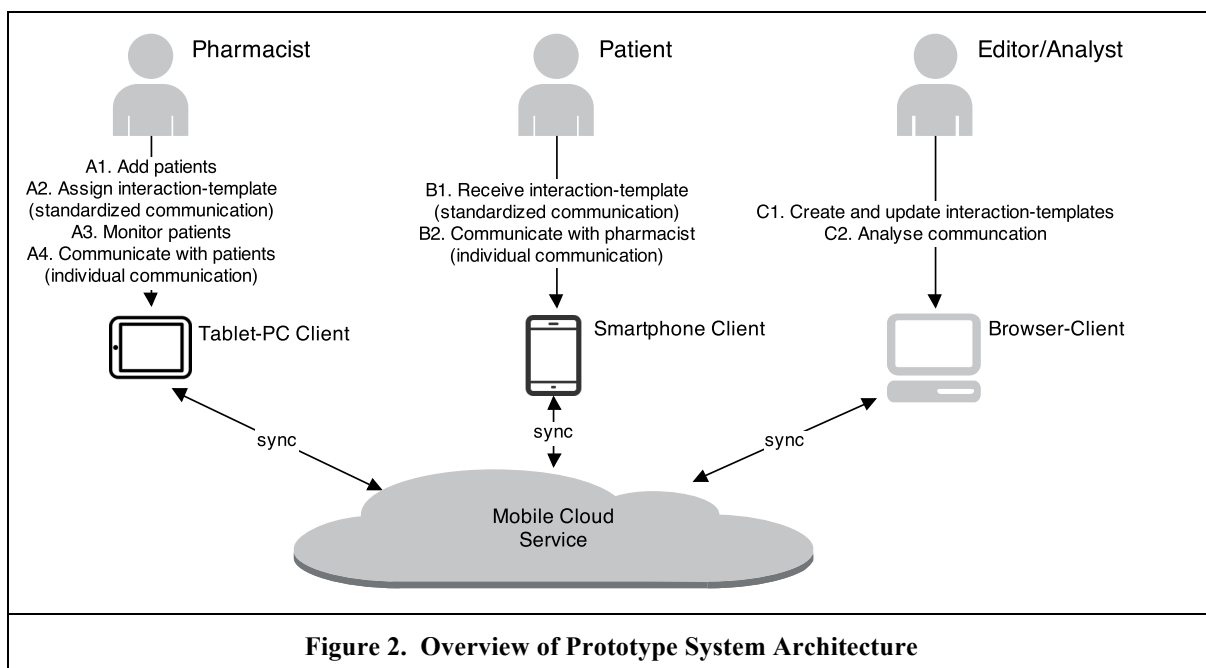 Pharmacist
A1. Add patients
A2. Assign interaction-template
(standardized communication)
A3. Monitor patients
A4. Communicate with patients
(individual communication)
Tablet-PC Client
Patient
B1. Receive interaction-template
(standardized communication)
B2. Communicate with pharmacist
(individual communication)
Smartphone Client
Editor/Analyst
C1. Create and update interaction-templates
C2. Analyse communcation
Browser-Client
sync
sync
sync
Mobile Cloud
Service
Figure 2. Overview of Prototype System Architecture